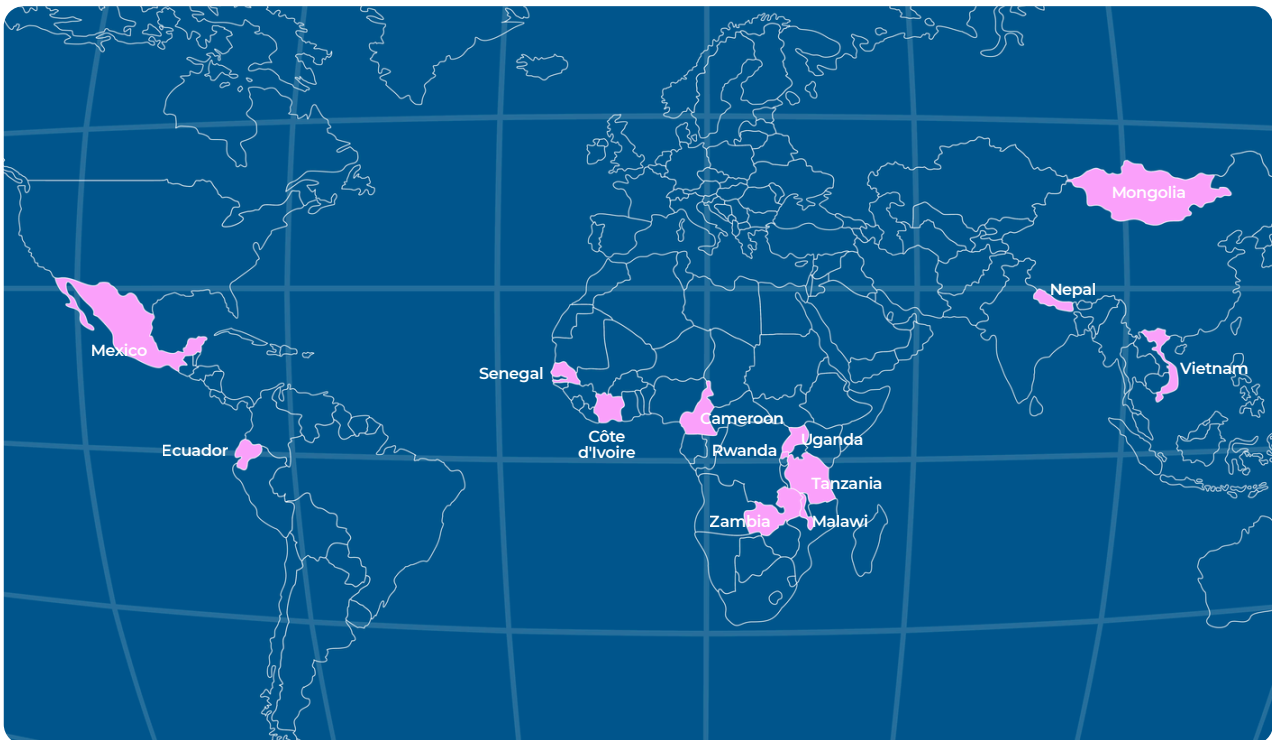 Mongolia
Nepal
Mexico
Vietnam
Senegal
Cameroon
Côte
d'Ivoire
Uganda
Ecuador
Rwanda
Tanzania
Zambia
Malawi